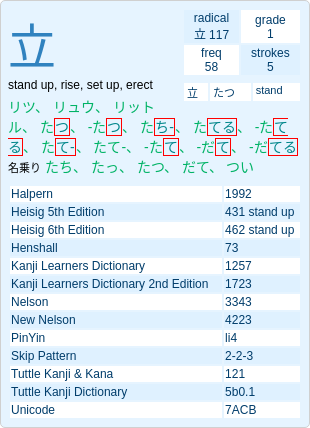 立
radical
立 117
grade
1
freq
58
strokes
5
stand up, rise, set up, erect
立 たつ stand
リツ、 リュウ、 リット
ル、 たつ、 -たつ、 たち-、 たてる、 -たて
る、 たて-、 たて-、 -たて、 -だて、 -だてる
名乗り たち、 たっ、 たつ、 だて、 つい
Halpern 1992
Heisig 5th Edition 431 stand up
Heisig 6th Edition 462 stand up
Henshall 73
Kanji Learners Dictionary 1257
Kanji Learners Dictionary 2nd Edition 1723
Nelson 3343
New Nelson 4223
PinYin li4
Skip Pattern 2-2-3
Tuttle Kanji & Kana 121
Tuttle Kanji Dictionary 5b0.1
Unicode 7ACB